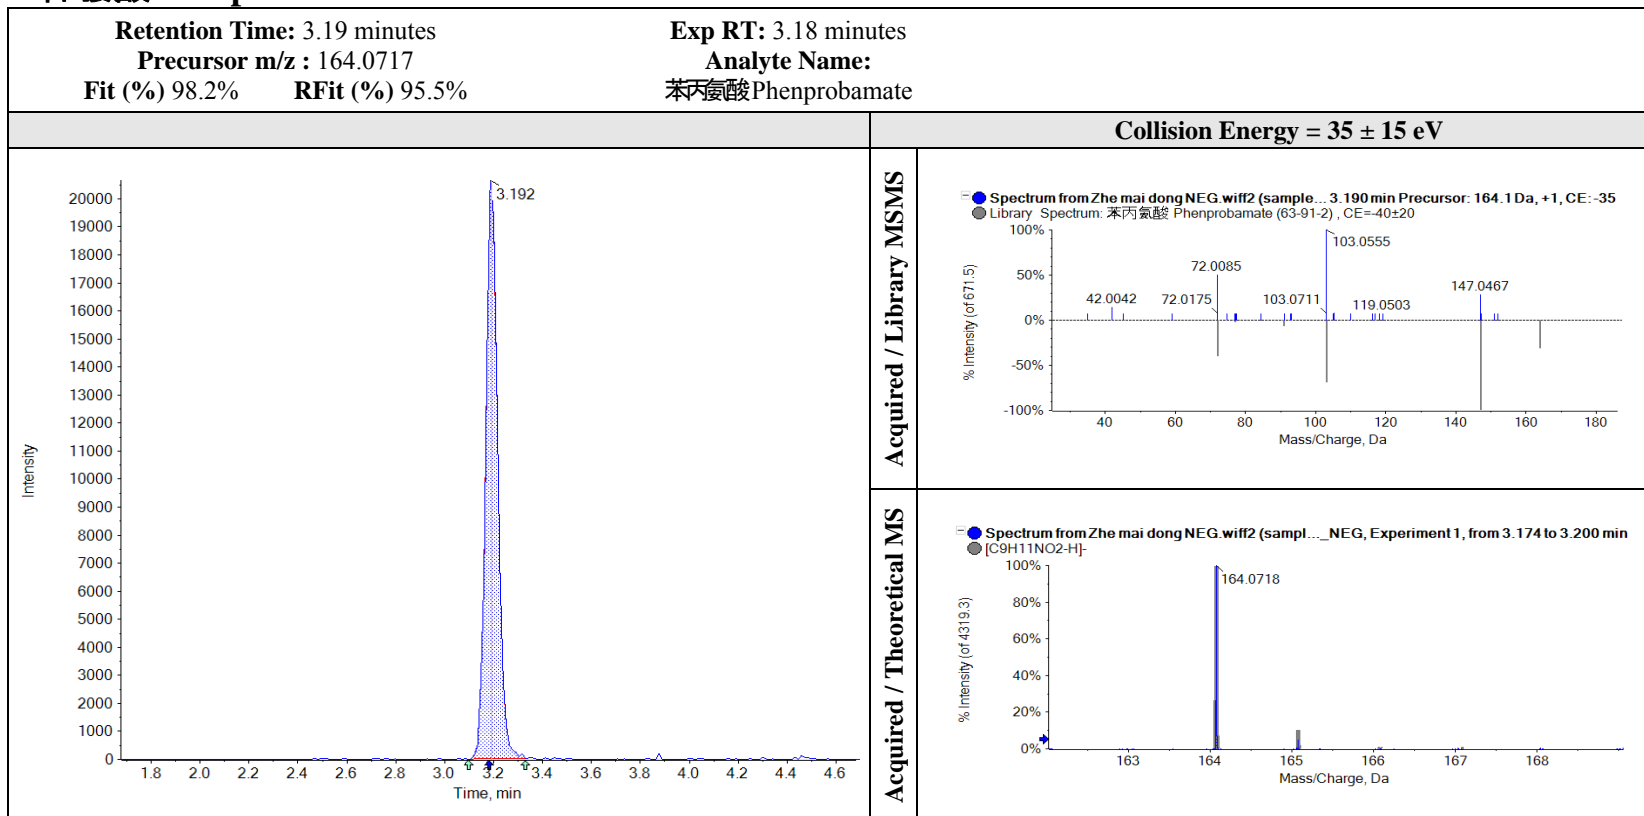 Retention Time: 3.19 minutes
Precursor m/z : 164.0717
Fit (%) 98.2% RFit (%) 95.5%
Exp RT: 3.18 minutes
Analyte Name:
苯丙氨酸Phenprobamate
Collision Energy = 35 ± 15 eV
Intensity
20000
19000
18000
17000
16000
15000
14000
13000
12000
11000
10000
9000
8000
7000
6000
5000
4000
3000
2000
1000
0
3.192
1.8 2.0 2.2 2.4 2.6 2.8 3.0 3.2 3.4 3.6 3.8 4.0 4.2 4.4 4.6
Time, min
Acquired / Library MSMS
Spectrum from Zhe mai dong NEG.wiff2 (sample... 3.190 min Precursor: 164.1 Da, +1, CE: -35
Library Spectrum: 苯丙氨酸 Phenprobamate (63-91-2) , CE=-40±20
% Intensity (of 671.5)
100%
50%
0%
-50%
-100%
42.0042
72.0085
72.0175
103.0555
103.0711
119.0503
147.0467
40 60 80 100 120 140 160 180
Mass/Charge, Da
Acquired / Theoretical MS
Spectrum from Zhe mai dong NEG.wiff2 (sampl..._NEG, Experiment 1, from 3.174 to 3.200 min
[C9H11NO2-H]-
% Intensity (of 4319.3)
100%
80%
60%
40%
20%
0%
164.0718
163 164 165 166 167 168
Mass/Charge, Da